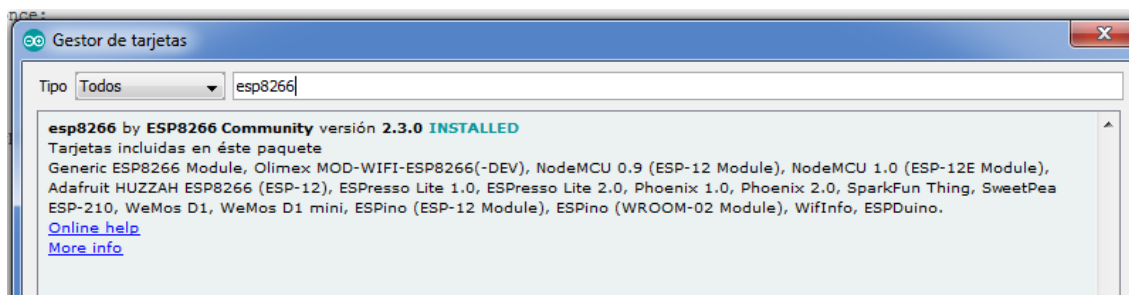 nce:
Gestor de tarjetas
Tipo Todos esp8266
esp8266 by ESP8266 Community versión 2.3.0 INSTALLED
Tarjetas incluidas en éste paquete
Generic ESP8266 Module, Olimex MOD-WIFI-ESP8266(-DEV), NodeMCU 0.9 (ESP-12 Module), NodeMCU 1.0 (ESP-12E Module),
Adafruit HUZZAH ESP8266 (ESP-12), ESPresso Lite 1.0, ESPresso Lite 2.0, Phoenix 1.0, Phoenix 2.0, SparkFun Thing, SweetPea
ESP-210, WeMos D1, WeMos D1 mini, ESPino (ESP-12 Module), ESPino (WROOM-02 Module), WifInfo, ESPDuino.
Online help
More info